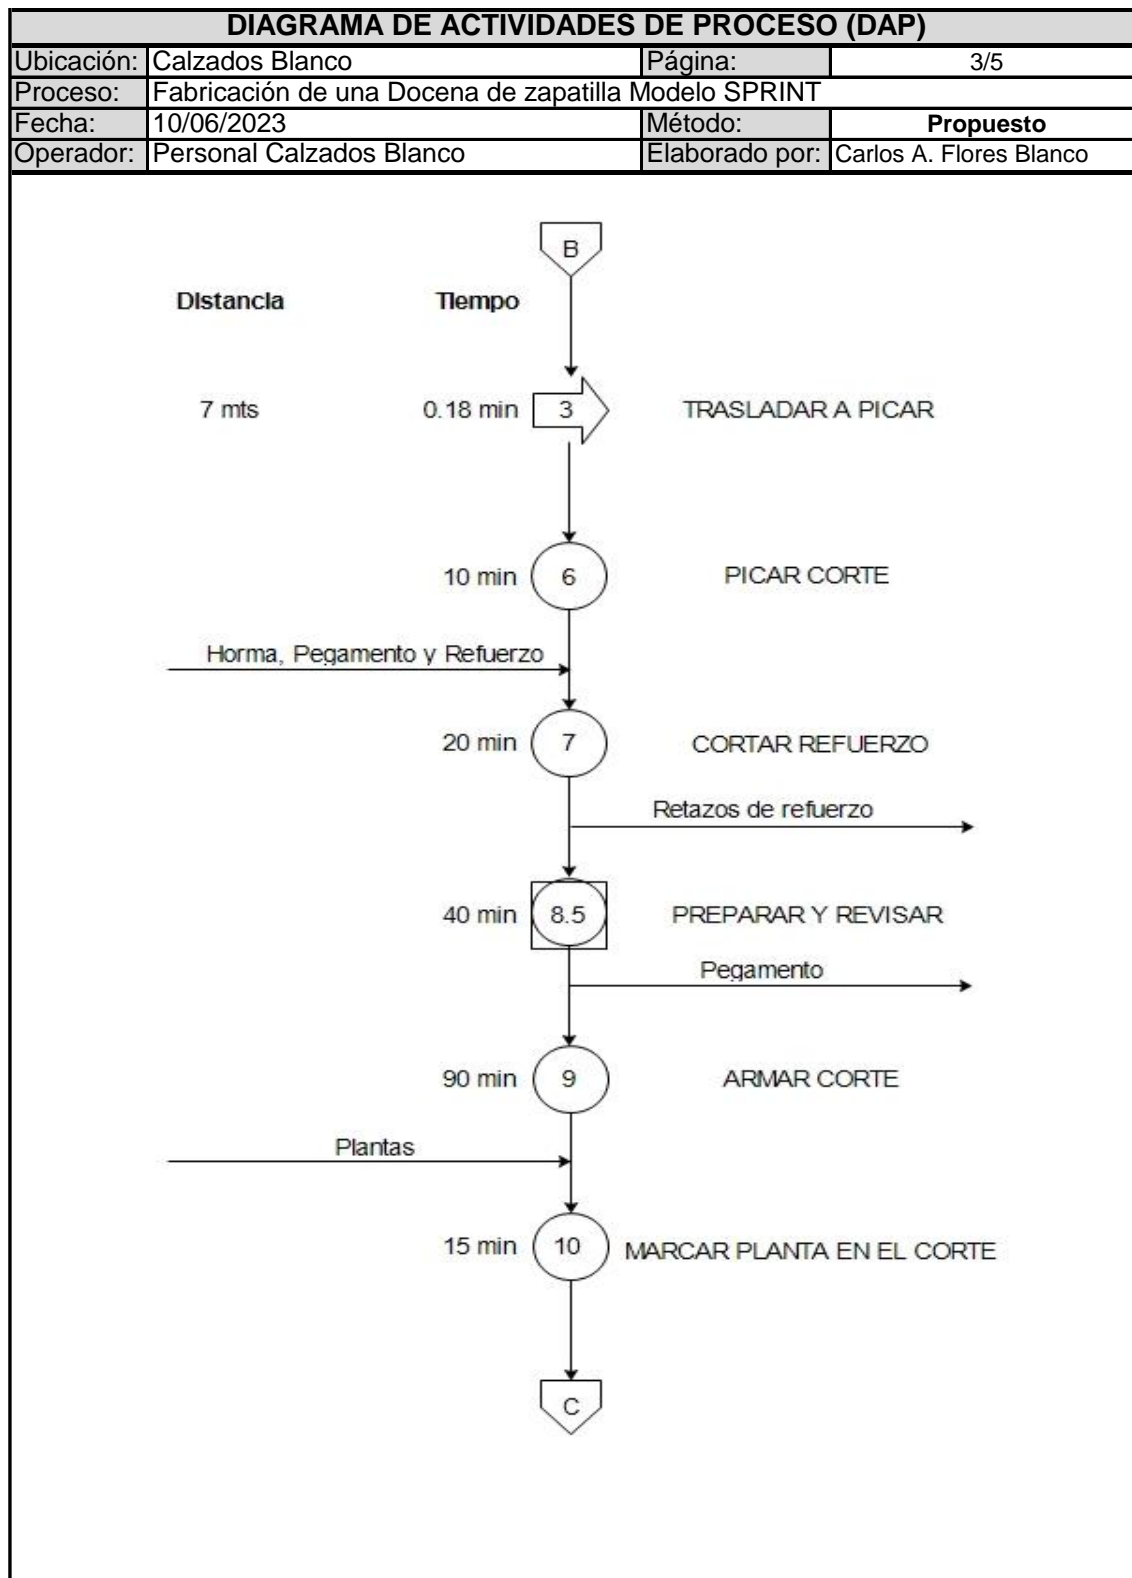 DIAGRAMA DE ACTIVIDADES DE PROCESO (DAP)
Ubicación: Calzados Blanco Página: 3/5
Proceso: Fabricación de una Docena de zapatilla Modelo SPRINT
Fecha: 10/06/2023 Método: Propuesto
Operador: Personal Calzados Blanco Elaborado por: Carlos A. Flores Blanco
B
Distancia Tiempo
7 mts 0.18 min 3 TRASLADAR A PICAR
10 min 6 PICAR CORTE
Horma, Pegamento y Refuerzo
20 min 7 CORTAR REFUERZO
Retazos de refuerzo
40 min 8.5 PREPARAR Y REVISAR
Pegamento
90 min 9 ARMAR CORTE
Plantas
15 min 10 MARCAR PLANTA EN EL CORTE
C